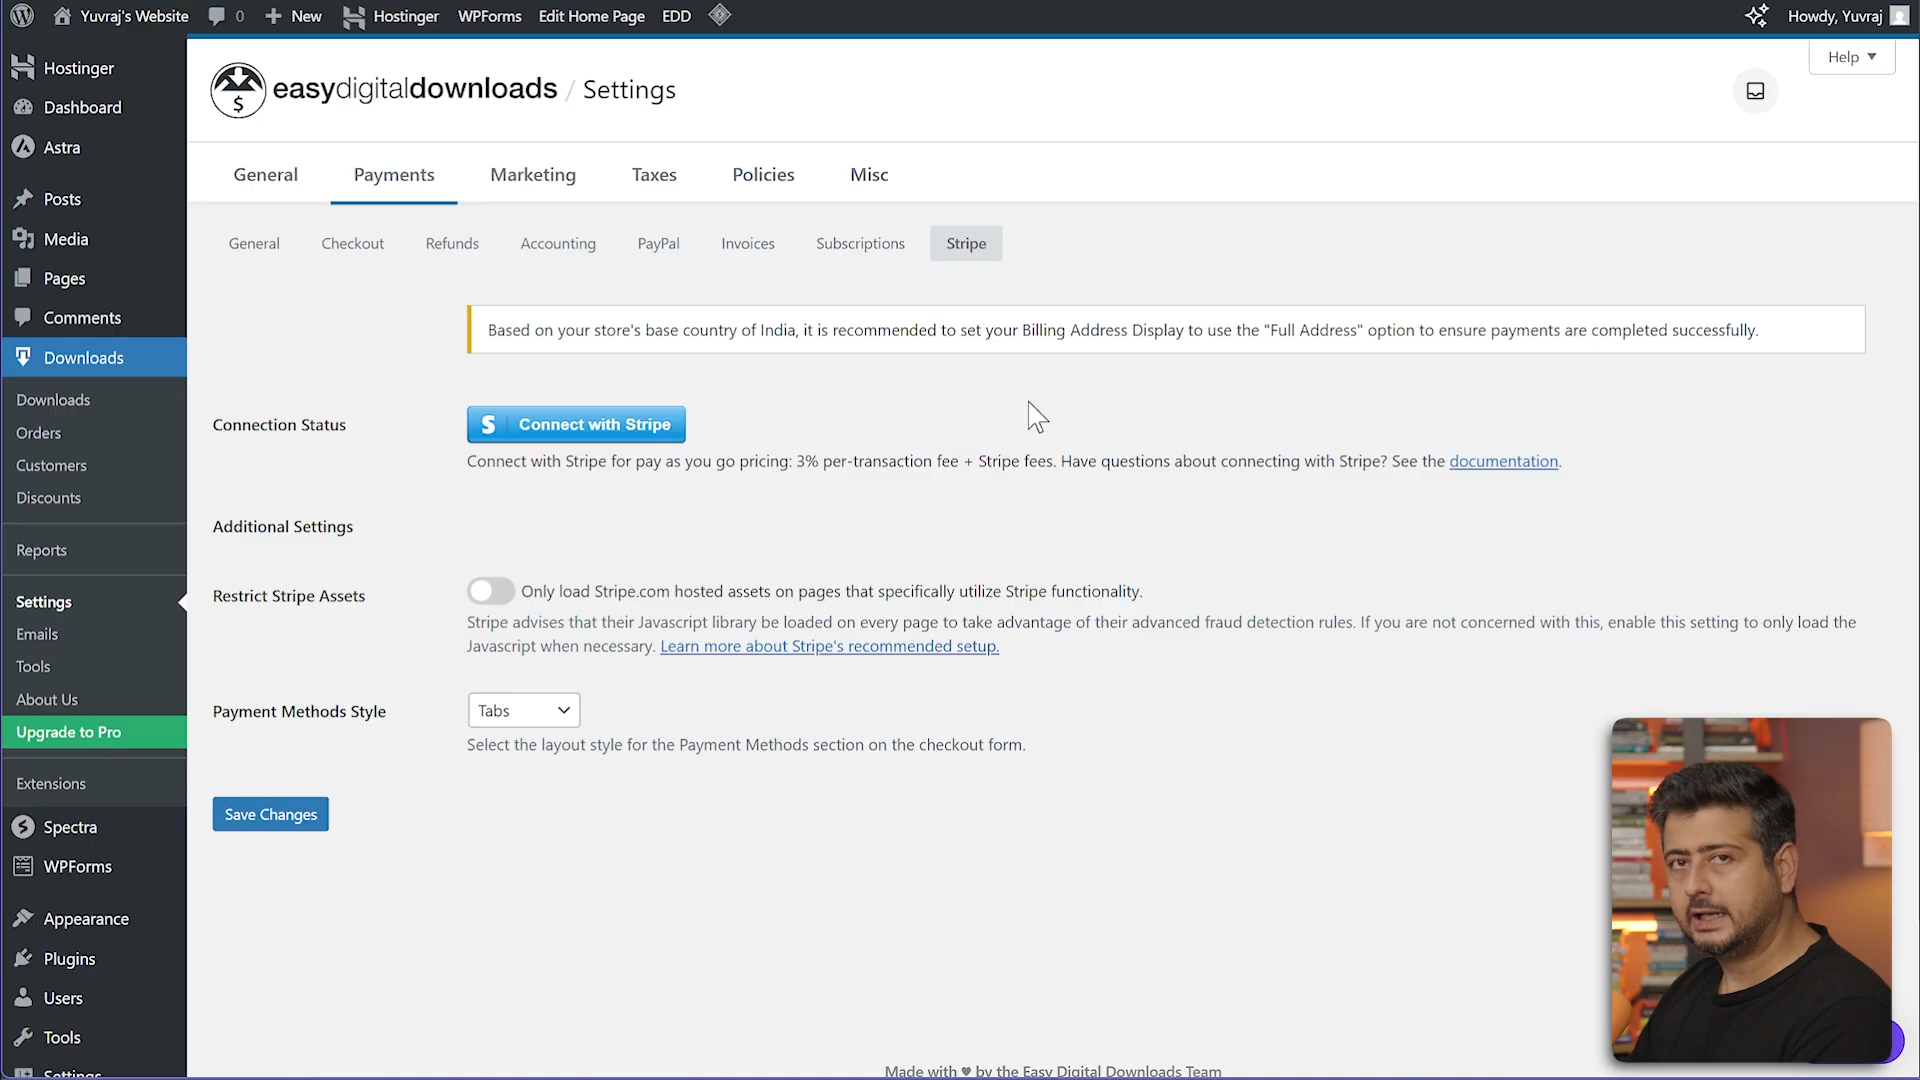 Yuvraj's Website
0
New
Hostinger
WPForms
Edit Home Page
EDD
Howdy, Yuvraj
Hostinger
Dashboard
Astra
Posts
Media
Pages
Comments
Downloads
Downloads
Orders
Customers
Discounts
Reports
Settings
Emails
Tools
About Us
Upgrade to Pro
Extensions
Spectra
WPForms
Appearance
Plugins
Users
Tools
Settings
Help
easydigitaldownloads / Settings
General
Payments
Marketing
Taxes
Policies
Misc
General
Checkout
Refunds
Accounting
PayPal
Invoices
Subscriptions
Stripe
Based on your store's base country of India, it is recommended to set your Billing Address Display to use the "Full Address" option to ensure payments are completed successfully.
Connection Status
S Connect with Stripe
Connect with Stripe for pay as you go pricing: 3% per-transaction fee + Stripe fees. Have questions about connecting with Stripe? See the documentation.
Additional Settings
Restrict Stripe Assets
Only load Stripe.com hosted assets on pages that specifically utilize Stripe functionality.
Stripe advises that their Javascript library be loaded on every page to take advantage of their advanced fraud detection rules. If you are not concerned with this, enable this setting to only load the
Javascript when necessary. Learn more about Stripe's recommended setup.
Payment Methods Style
Tabs
Select the layout style for the Payment Methods section on the checkout form.
Save Changes
Made with ♥ by the Easy Digital Downloads Team